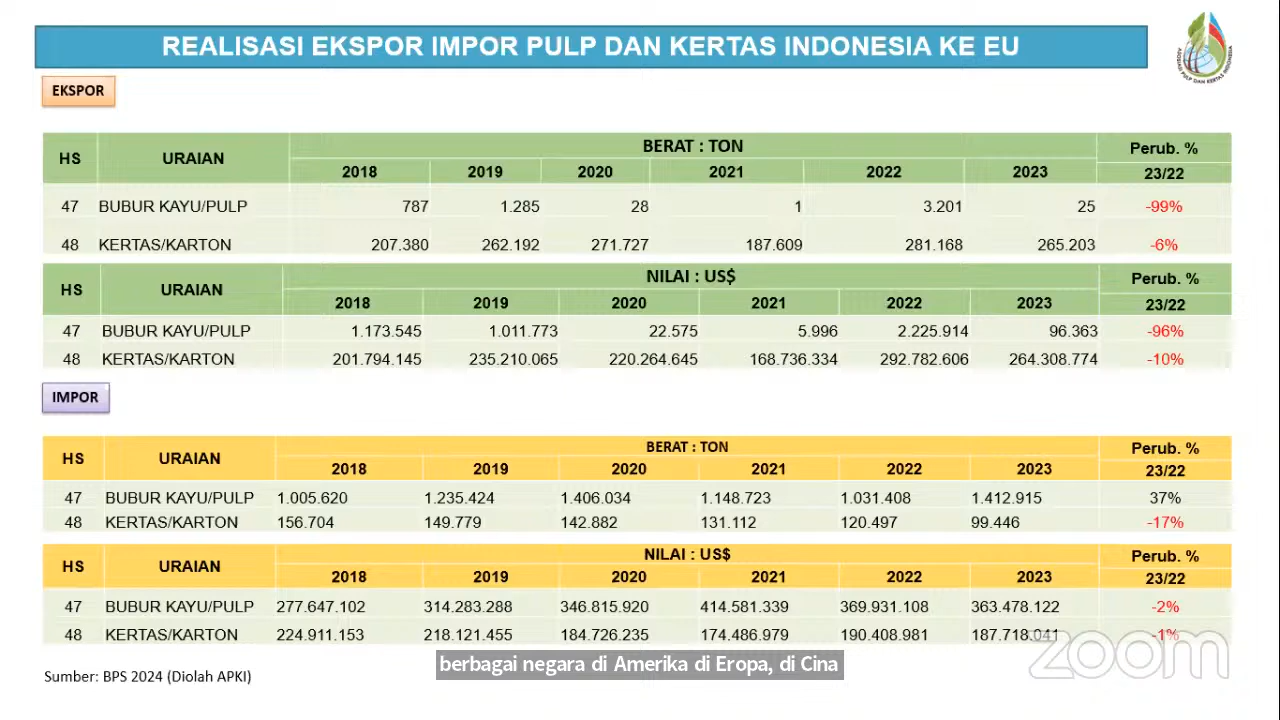 REALISASI EKSPOR IMPOR PULP DAN KERTAS INDONESIA KE EU
ASOSIASI PULP DAN KERTAS INDONESIA
EKSPOR
HS URAIAN BERAT : TON Perub. %
2018 2019 2020 2021 2022 2023 23/22
47 BUBUR KAYU/PULP 787 1.285 28 1 3.201 25 -99%
48 KERTAS/KARTON 207.380 262.192 271.727 187.609 281.168 265.203 -6%
HS URAIAN NILAI : US$ Perub. %
2018 2019 2020 2021 2022 2023 23/22
47 BUBUR KAYU/PULP 1.173.545 1.011.773 22.575 5.996 2.225.914 96.363 -96%
48 KERTAS/KARTON 201.794.145 235.210.065 220.264.645 168.736.334 292.782.606 264.308.774 -10%
IMPOR
HS URAIAN BERAT : TON Perub. %
2018 2019 2020 2021 2022 2023 23/22
47 BUBUR KAYU/PULP 1.005.620 1.235.424 1.406.034 1.148.723 1.031.408 1.412.915 37%
48 KERTAS/KARTON 156.704 149.779 142.882 131.112 120.497 99.446 -17%
HS URAIAN NILAI : US$ Perub. %
2018 2019 2020 2021 2022 2023 23/22
47 BUBUR KAYU/PULP 277.647.102 314.283.288 346.815.920 414.581.339 369.931.108 363.478.122 -2%
48 KERTAS/KARTON 224.911.153 218.121.455 184.726.235 174.486.979 190.408.981 187.718.041 -1%
zoom
berbagai negara di Amerika di Eropa, di Cina
Sumber: BPS 2024 (Diolah APKI)